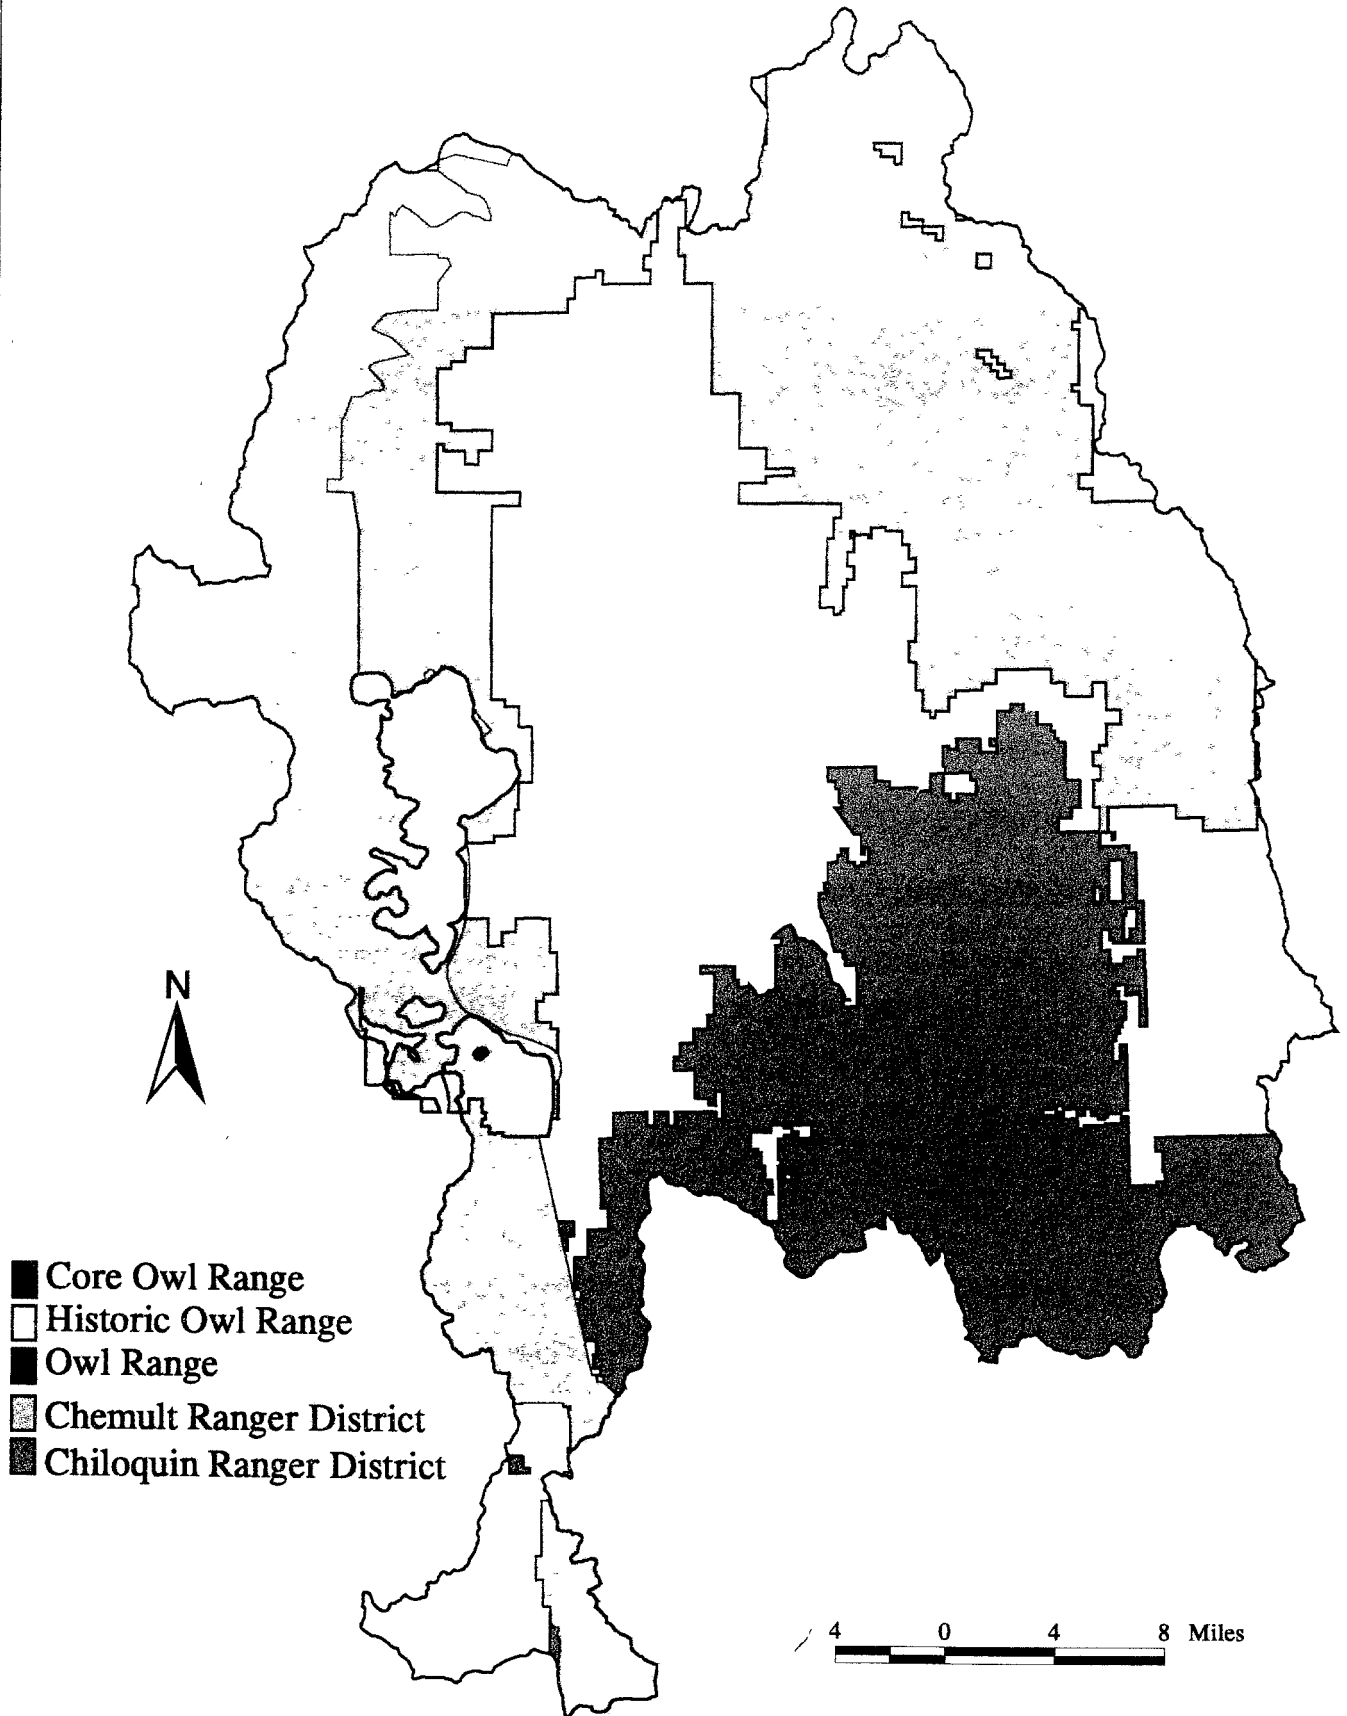 N
Core Owl Range
Historic Owl Range
Owl Range
Chemult Ranger District
Chiloquin Ranger District
4 0 4 8 Miles